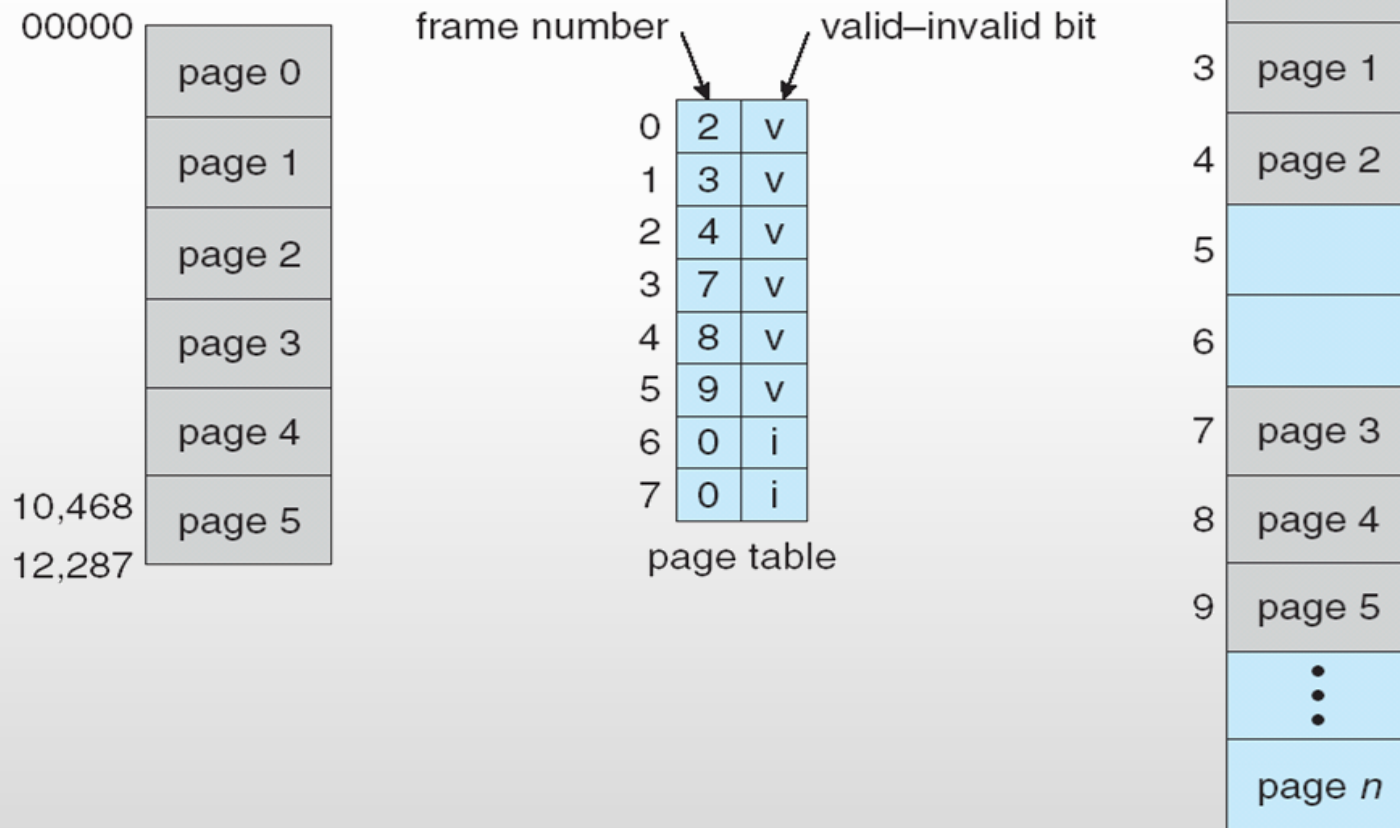 00000
page 0
page 1
page 2
page 3
page 4
10,468
page 5
12,287
frame number
valid–invalid bit
0 2 v
1 3 v
2 4 v
3 7 v
4 8 v
5 9 v
6 0 i
7 0 i
page table
3 page 1
4 page 2
5
6
7 page 3
8 page 4
9 page 5
page n